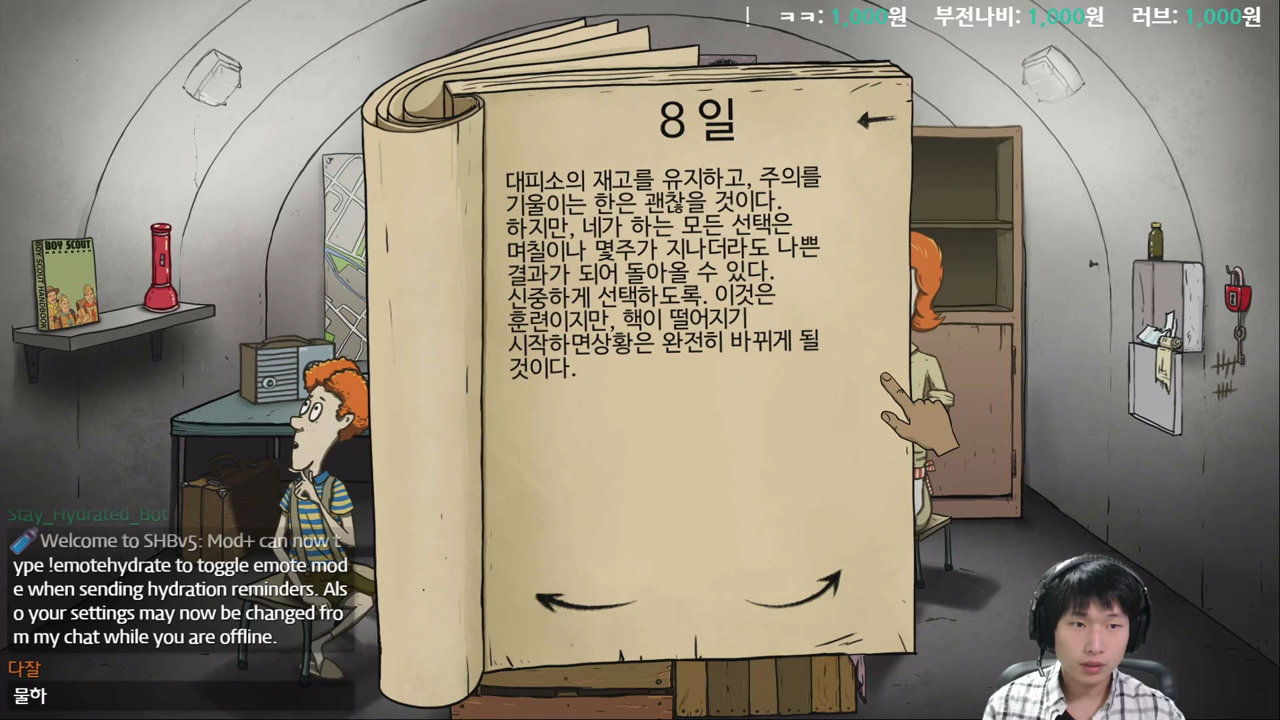 ㅋㅋ: 1,000원 부전나비: 1,000원 러브: 1,000원
8일
대피소의 재고를 유지하고, 주의를
기울이는 한은 괜찮을 것이다.
하지만, 네가 하는 모든 선택은
며칠이나 몇주가 지나더라도 나쁜
결과가 되어 돌아올 수 있다.
신중하게 선택하도록. 이것은
훈련이지만, 핵이 떨어지기
시작하면상황은 완전히 바뀌게 될
것이다.
BOY SCOUT
BOY SCOUT HANDBOOK
Stay_Hydrated_Bot
Welcome to SHBv5: Mod+ can now t
ype !emotehydrate to toggle emote mod
e when sending hydration reminders. Als
o your settings may now be changed fro
m my chat while you are offline.
다잘
물하